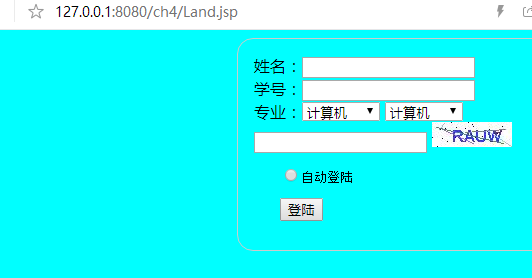 127.0.0.1:8080/ch4/Land.jsp
姓名：
学号：
专业： 计算机 计算机
RAUW
自动登陆
登陆